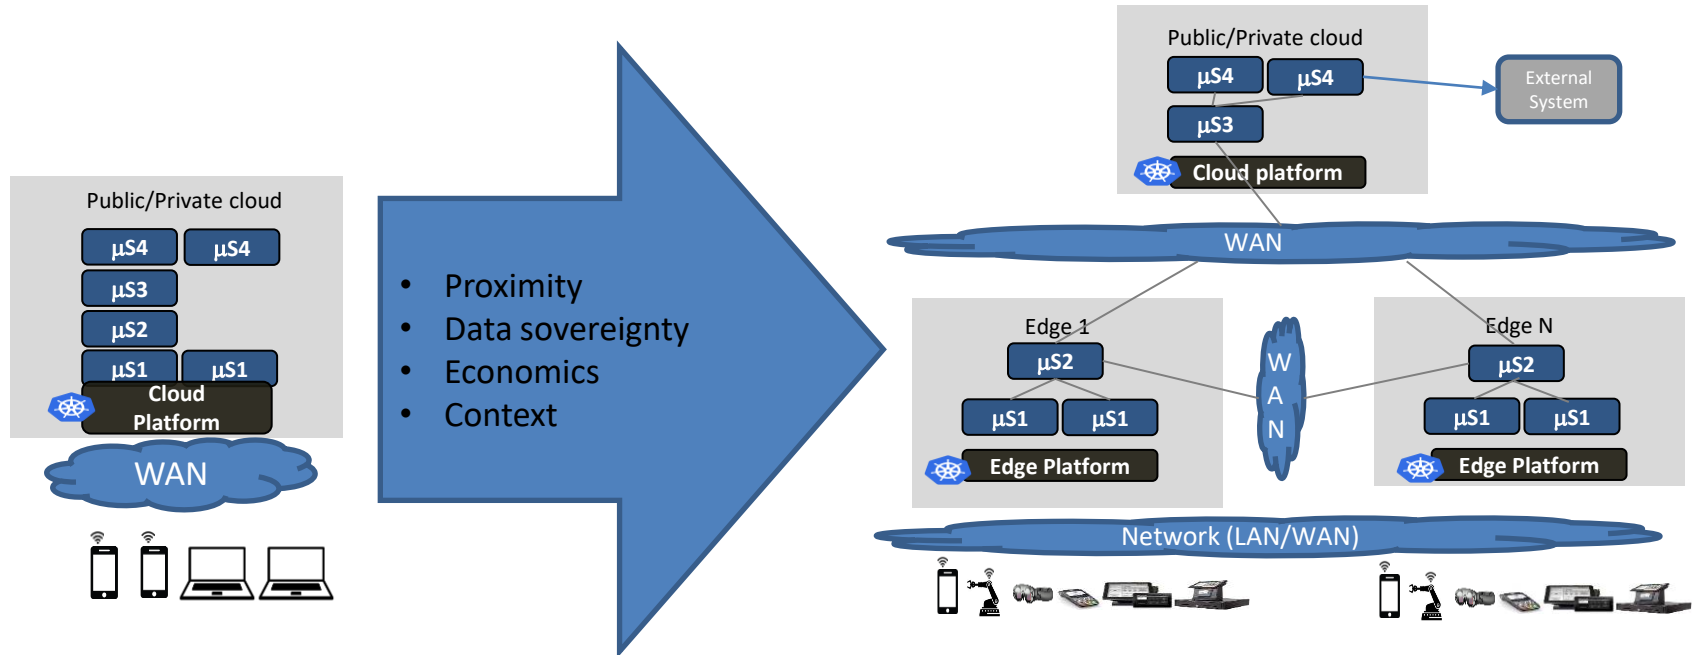 Public/Private cloud
μS4 μS4
μS3
μS2
μS1 μS1
Cloud
Platform
WAN
• Proximity
• Data sovereignty
• Economics
• Context
Public/Private cloud
μS4 μS4
μS3
Cloud platform
External
System
WAN
Edge 1
μS2
μS1 μS1
Edge Platform
W
A
N
Edge N
μS2
μS1 μS1
Edge Platform
Network (LAN/WAN)